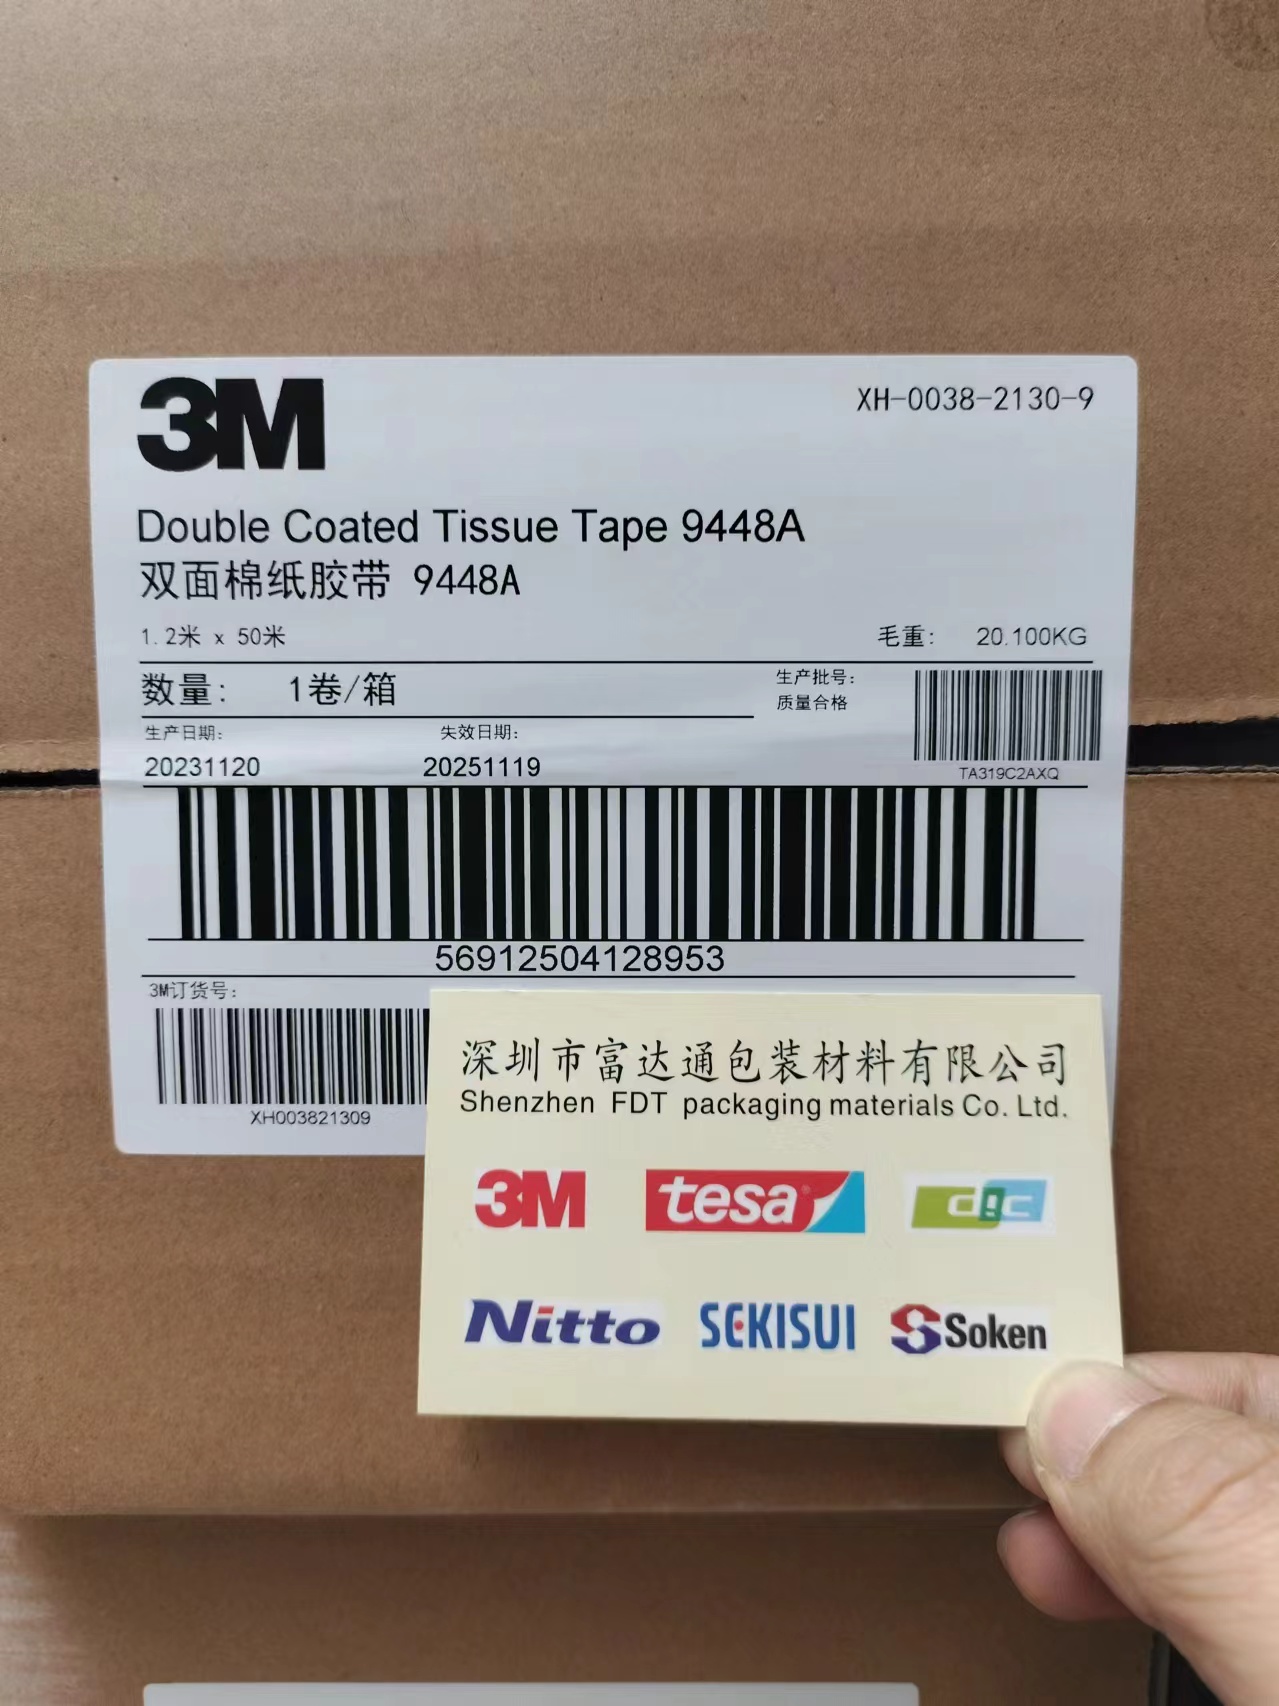 3M
XH-0038-2130-9
Double Coated Tissue Tape 9448A
双面棉纸胶带 9448A
1.2米 x 50米
毛重: 20.100KG
数量: 1卷/箱
生产批号:
质量合格
TA319C2AXQ
生产日期:
失效日期:
20231120
20251119
56912504128953
3M订货号:
XH003821309
深圳市富达通包装材料有限公司
Shenzhen FDT packaging materials Co. Ltd.
3M
tesa
dgc
Nitto
SEKISUI
Soken